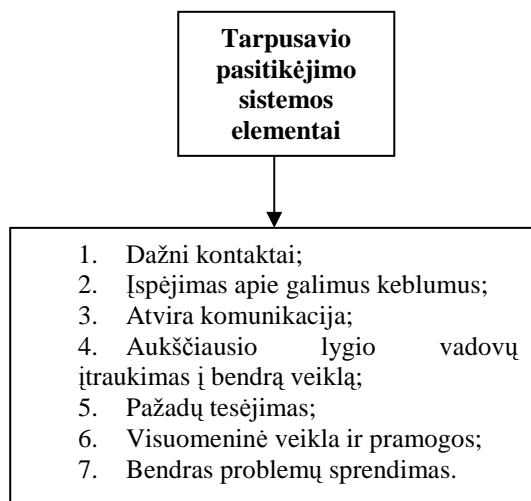 Tarpusavio
pasitikėjimo
sistemos
elementai
1. Dažni kontaktai;
2. Įspėjimas apie galimus keblumus;
3. Atvira komunikacija;
4. Aukščiausio lygio vadovų
įtraukimas į bendrą veiklą;
5. Pažadų tesėjimas;
6. Visuomeninė veikla ir pramogos;
7. Bendras problemų sprendimas.